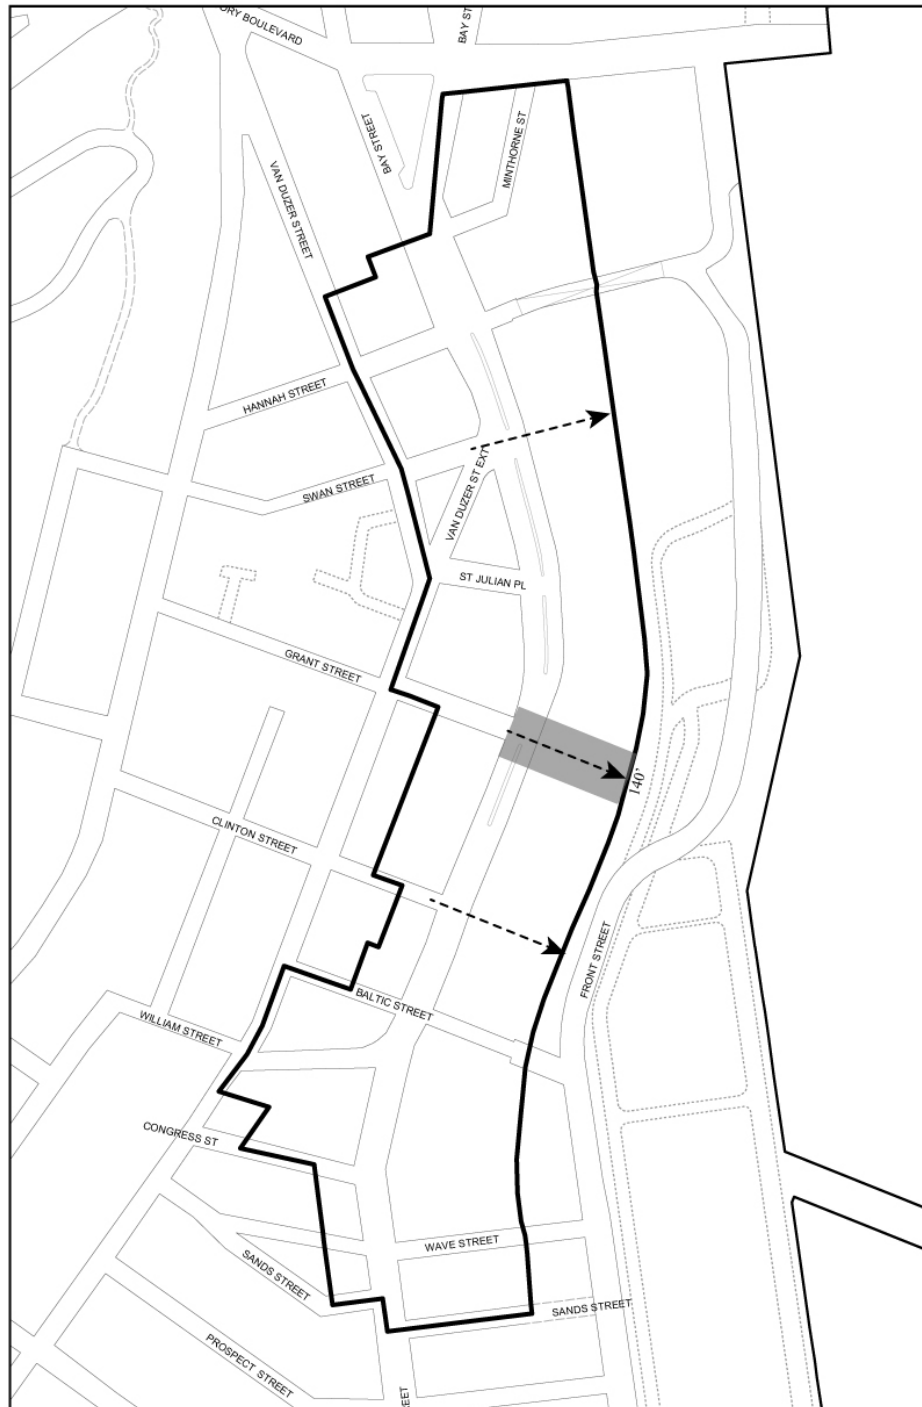 ORY BOULEVARD
BAY ST
BAY STREET
MINTHORNE ST
VAN DUZER STREET
HANNAH STREET
SWAN STREET
VAN DUZER ST EXT
ST JULIAN PL
GRANT STREET
140'
CLINTON STREET
FRONT STREET
BALTIC STREET
WILLIAM STREET
CONGRESS ST
WAVE STREET
SANDS STREET
SANDS STREET
PROSPECT STREET
EET